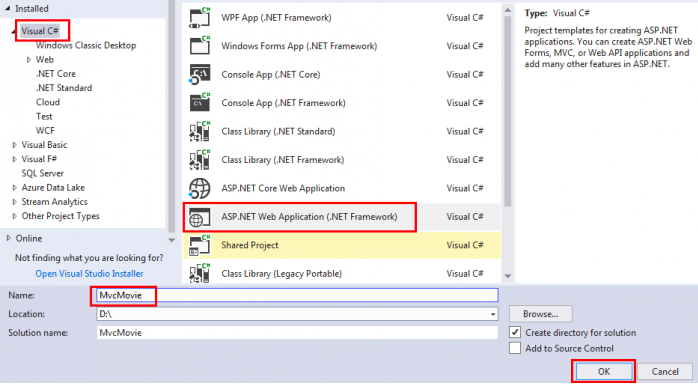 Installed
Visual C#
Windows Classic Desktop
Web
.NET Core
.NET Standard
Cloud
Test
WCF
Visual Basic
Visual F#
SQL Server
Azure Data Lake
Stream Analytics
Other Project Types
Online
Not finding what you are looking for?
Open Visual Studio Installer
WPF App (.NET Framework) Visual C#
Windows Forms App (.NET Framework) Visual C#
Console App (.NET Core) Visual C#
Console App (.NET Framework) Visual C#
Class Library (.NET Standard) Visual C#
Class Library (.NET Framework) Visual C#
ASP.NET Core Web Application Visual C#
ASP.NET Web Application (.NET Framework) Visual C#
Shared Project Visual C#
Class Library (Legacy Portable) Visual C#
Type: Visual C#
Project templates for creating ASP.NET
applications. You can create ASP.NET Web
Forms, MVC, or Web API applications and
add many other features in ASP.NET.
Name: MvcMovie
Location: D:\ Browse...
Solution name: MvcMovie
Create directory for solution
Add to Source Control
OK Cancel